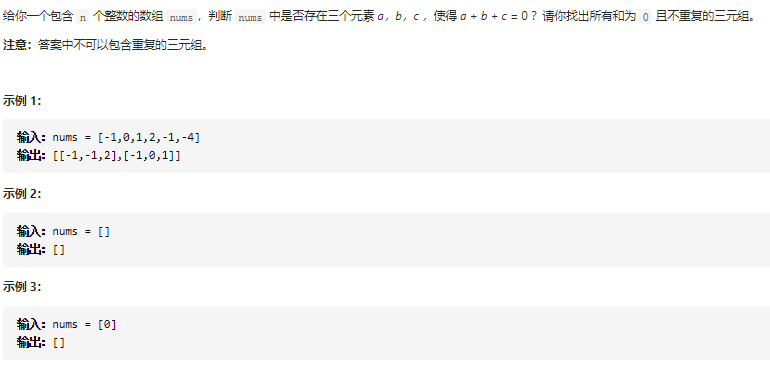 给你一个包含 n 个整数的数组 nums，判断 nums 中是否存在三个元素 a，b，c ，使得 a + b + c = 0 ？请你找出所有和为 0 且不重复的三元组。
注意：答案中不可以包含重复的三元组。
示例 1：
输入：nums = [-1,0,1,2,-1,-4]
输出：[[-1,-1,2],[-1,0,1]]
示例 2：
输入：nums = []
输出：[]
示例 3：
输入：nums = [0]
输出：[]